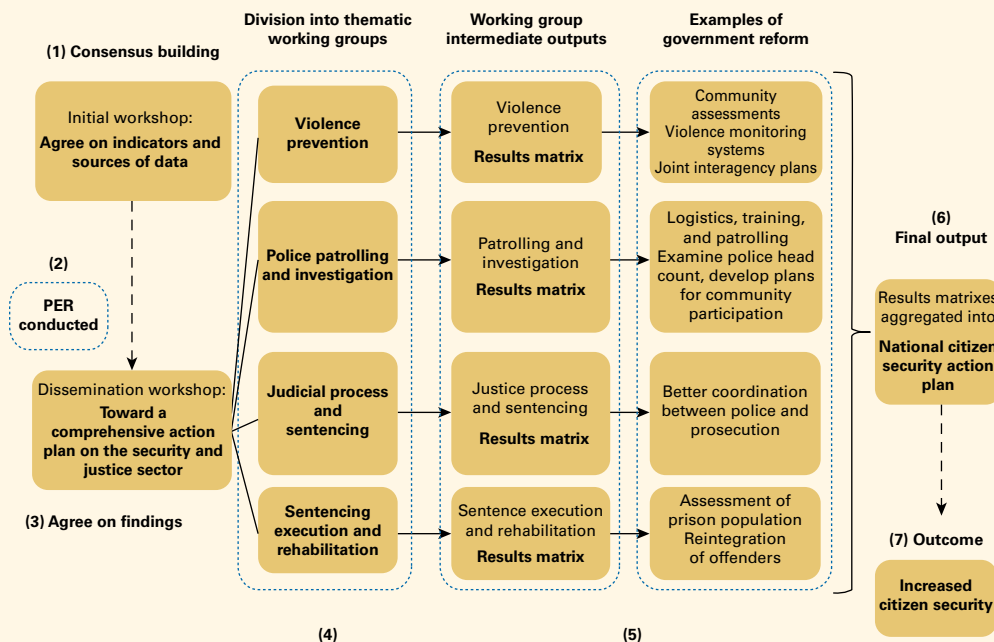 (1) Consensus building
Initial workshop:
Agree on indicators and
sources of data
(2)
PER
conducted
Dissemination workshop:
Toward a
comprehensive action
plan on the security and
justice sector
(3) Agree on findings
Division into thematic
working groups
Violence
prevention
Police patrolling
and investigation
Judicial process
and
sentencing
Sentencing
execution and
rehabilitation
(4)
Working group
intermediate outputs
Violence
prevention
Results matrix
Patrolling and
investigation
Results matrix
Justice process
and sentencing
Results matrix
Sentence execution
and rehabilitation
Results matrix
(5)
Examples of
government reform
Community
assessments
Violence monitoring
systems
Joint interagency plans
Logistics, training,
and patrolling
Examine police head
count, develop plans
for community
participation
Better coordination
between police and
prosecution
Assessment of
prison population
Reintegration
of offenders
(6)
Final output
Results matrixes
aggregated into
National citizen
security action
plan
(7) Outcome
Increased
citizen security